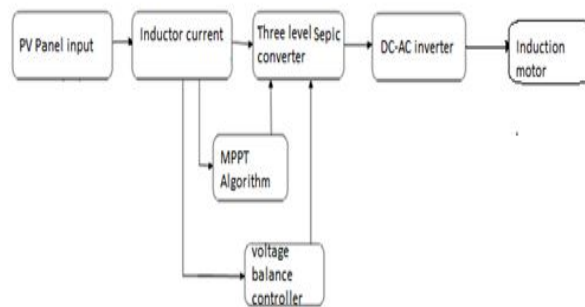 PV Panel input
Inductor current
Three level Sepic
converter
DC-AC inverter
Induction
motor
MPPT
Algorithm
voltage
balance
controller